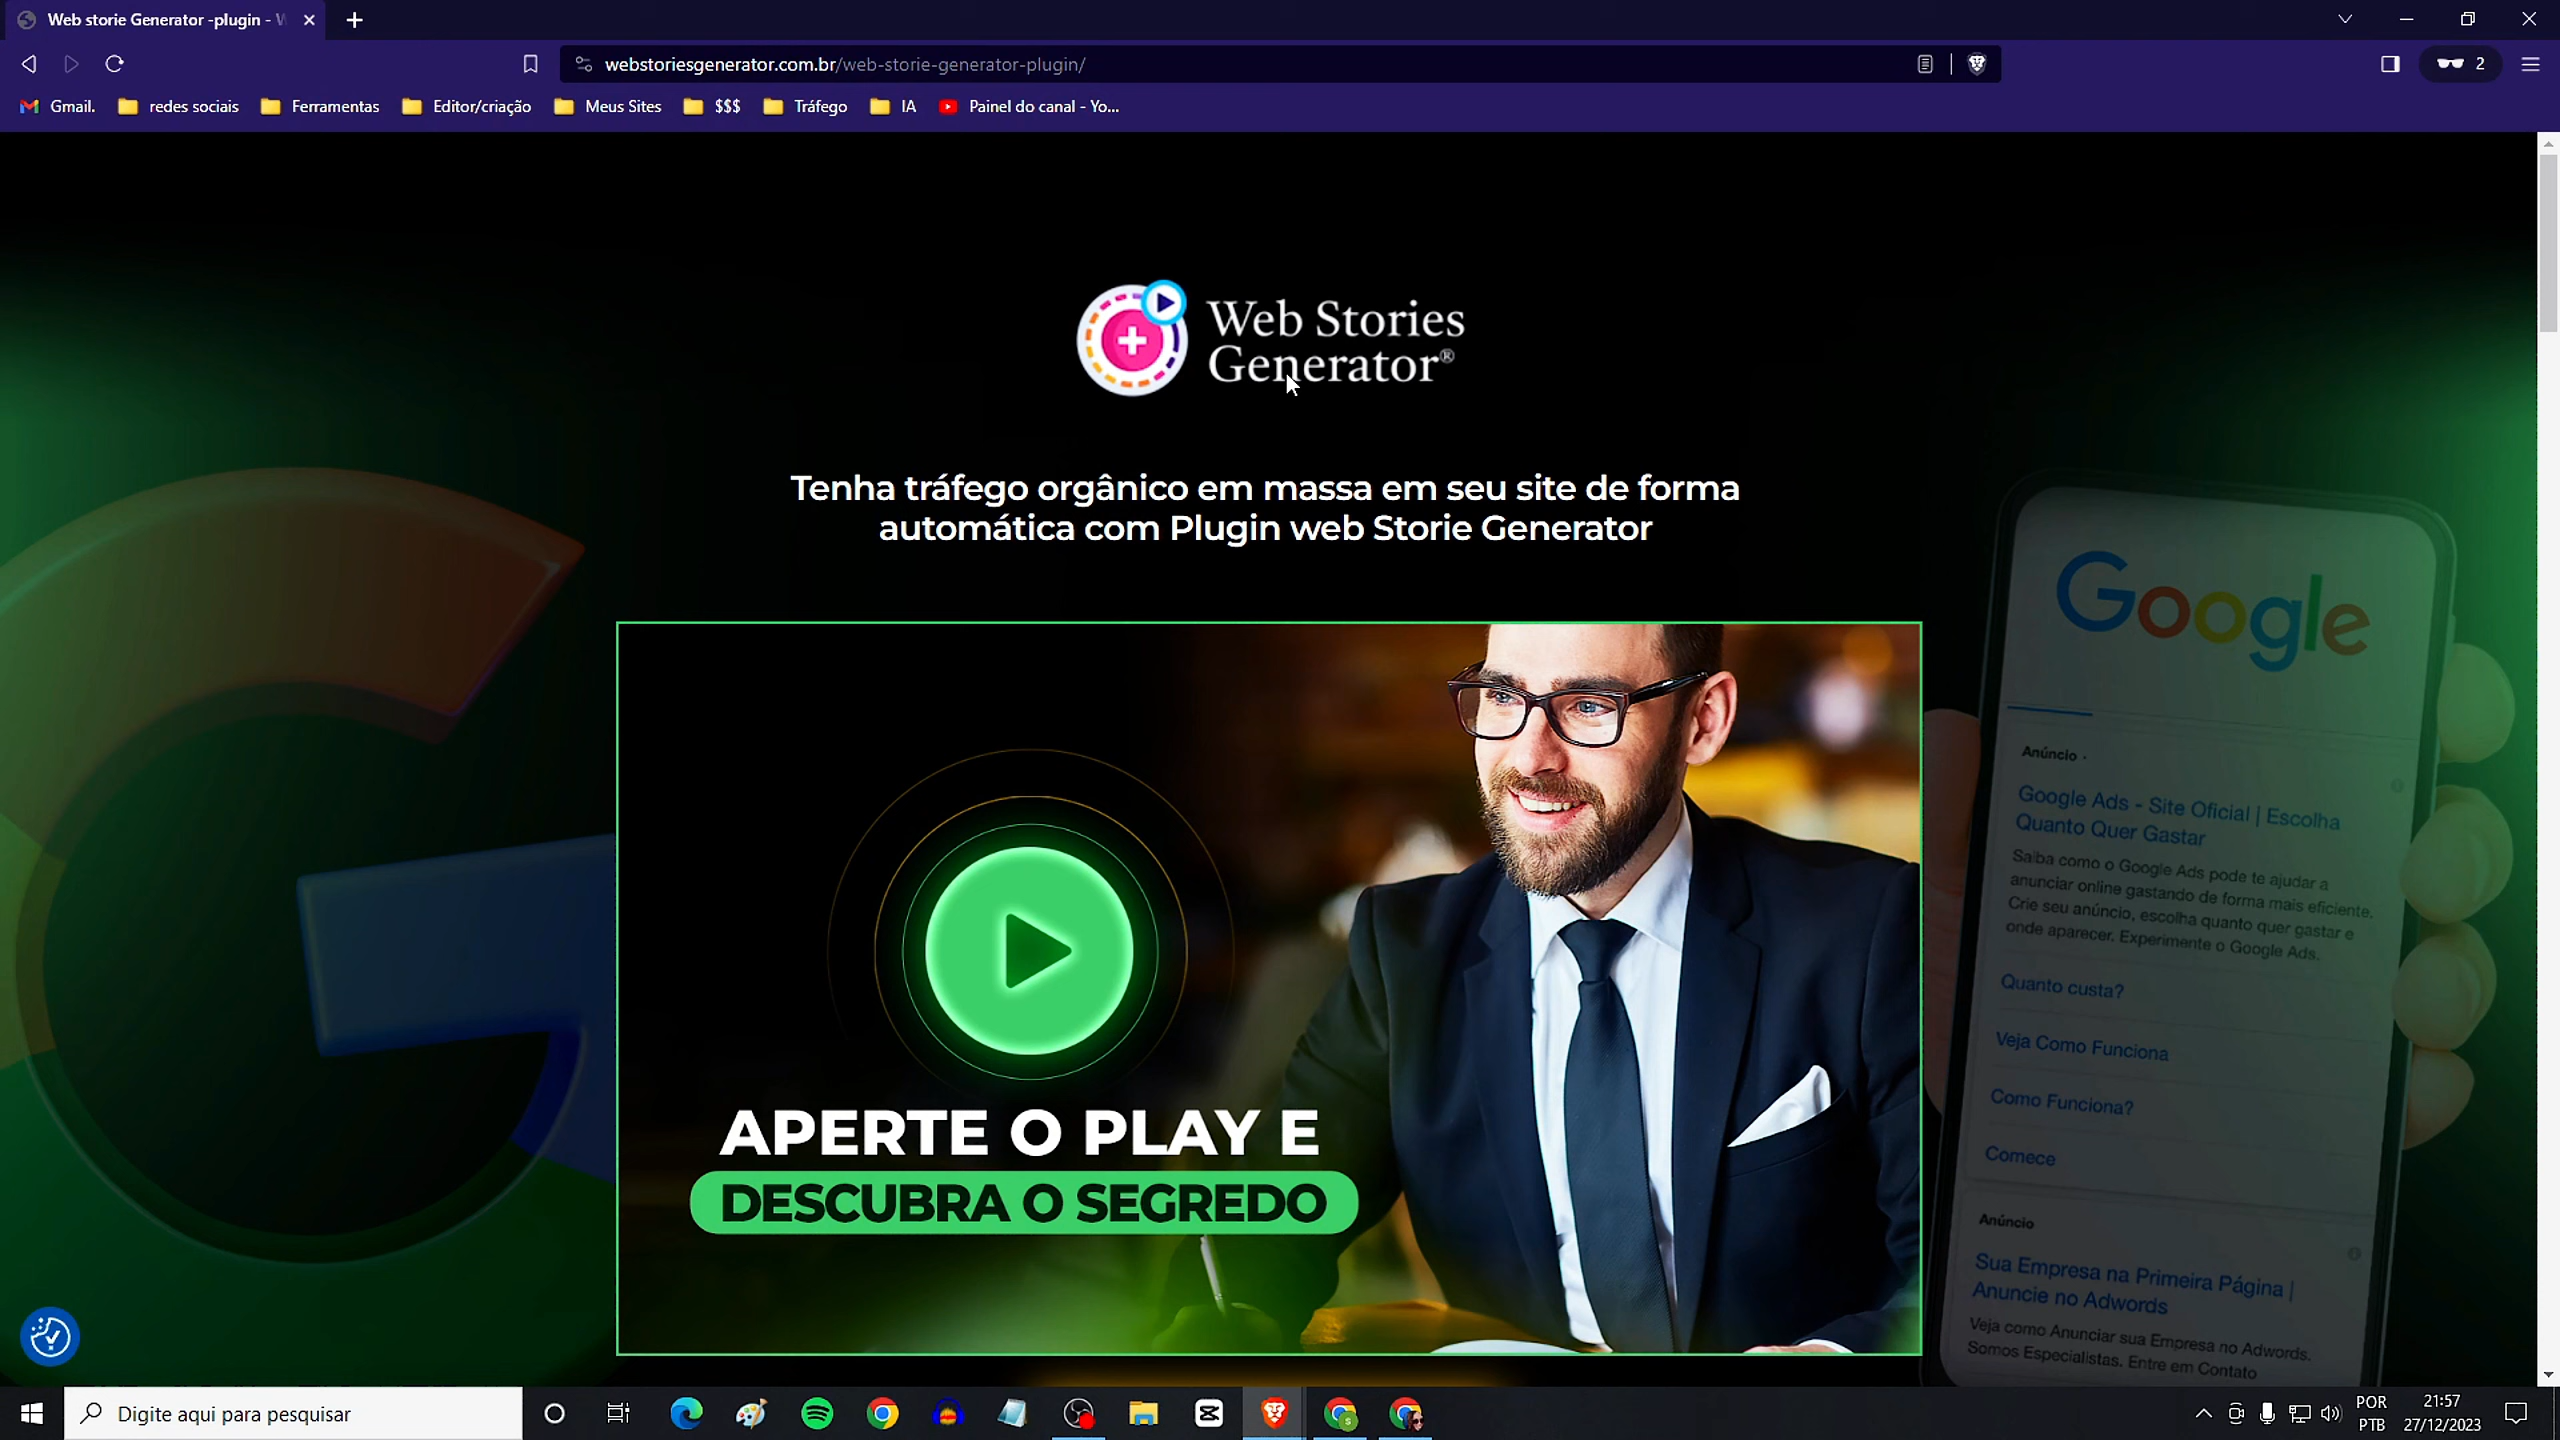 Web storie Generator -plugin - W
webstoriesgenerator.com.br/web-storie-generator-plugin/
2
Gmail.
redes sociais
Ferramentas
Editor/criação
Meus Sites
$$$
Tráfego
IA
Painel do canal - Yo...
Web Stories
Generator®
Tenha tráfego orgânico em massa em seu site de forma
automática com Plugin web Storie Generator
Google
Anúncio ·
Google Ads - Site Oficial | Escolha
Quanto Quer Gastar
Saiba como o Google Ads pode te ajudar a
anunciar online gastando de forma mais eficiente.
Crie seu anúncio, escolha quanto quer gastar e
onde aparecer. Experimente o Google Ads.
Quanto custa?
Veja Como Funciona
Como Funciona?
Comece
Anúncio
Sua Empresa na Primeira Página |
Anuncie no Adwords
Veja como Anunciar sua Empresa no Adwords.
Somos Especialistas. Entre em Contato
APERTE O PLAY E
DESCUBRA O SEGREDO
Digite aqui para pesquisar
POR
PTB
21:57
27/12/2023